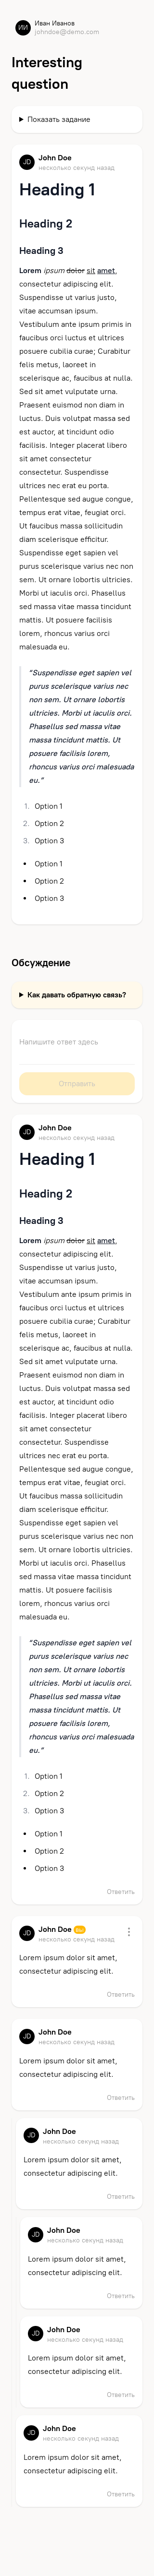 ИИ
Иван Иванов
johndoe@demo.com
Interesting
question
Показать задание
JD
John Doe
несколько секунд назад
Heading 1
Heading 2
Heading 3
Lorem ipsum dolor sit amet,
consectetur adipiscing elit.
Suspendisse ut varius justo,
vitae accumsan ipsum.
Vestibulum ante ipsum primis in
faucibus orci luctus et ultrices
posuere cubilia curae; Curabitur
felis metus, laoreet in
scelerisque ac, faucibus at nulla.
Sed sit amet vulputate urna.
Praesent euismod non diam in
luctus. Duis volutpat massa sed
est auctor, at tincidunt odio
facilisis. Integer placerat libero
sit amet consectetur
consectetur. Suspendisse
ultrices nec erat eu porta.
Pellentesque sed augue congue,
tempus erat vitae, feugiat orci.
Ut faucibus massa sollicitudin
diam scelerisque efficitur.
Suspendisse eget sapien vel
purus scelerisque varius nec non
sem. Ut ornare lobortis ultricies.
Morbi ut iaculis orci. Phasellus
sed massa vitae massa tincidunt
mattis. Ut posuere facilisis
lorem, rhoncus varius orci
malesuada eu.
“Suspendisse eget sapien vel
purus scelerisque varius nec
non sem. Ut ornare lobortis
ultricies. Morbi ut iaculis orci.
Phasellus sed massa vitae
massa tincidunt mattis. Ut
posuere facilisis lorem,
rhoncus varius orci malesuada
eu.”
1. Option 1
2. Option 2
3. Option 3
• Option 1
• Option 2
• Option 3
Обсуждение
Как давать обратную связь?
Напишите ответ здесь
Отправить
JD
John Doe
несколько секунд назад
Heading 1
Heading 2
Heading 3
Lorem ipsum dolor sit amet,
consectetur adipiscing elit.
Suspendisse ut varius justo,
vitae accumsan ipsum.
Vestibulum ante ipsum primis in
faucibus orci luctus et ultrices
posuere cubilia curae; Curabitur
felis metus, laoreet in
scelerisque ac, faucibus at nulla.
Sed sit amet vulputate urna.
Praesent euismod non diam in
luctus. Duis volutpat massa sed
est auctor, at tincidunt odio
facilisis. Integer placerat libero
sit amet consectetur
consectetur. Suspendisse
ultrices nec erat eu porta.
Pellentesque sed augue congue,
tempus erat vitae, feugiat orci.
Ut faucibus massa sollicitudin
diam scelerisque efficitur.
Suspendisse eget sapien vel
purus scelerisque varius nec non
sem. Ut ornare lobortis ultricies.
Morbi ut iaculis orci. Phasellus
sed massa vitae massa tincidunt
mattis. Ut posuere facilisis
lorem, rhoncus varius orci
malesuada eu.
“Suspendisse eget sapien vel
purus scelerisque varius nec
non sem. Ut ornare lobortis
ultricies. Morbi ut iaculis orci.
Phasellus sed massa vitae
massa tincidunt mattis. Ut
posuere facilisis lorem,
rhoncus varius orci malesuada
eu.”
1. Option 1
2. Option 2
3. Option 3
• Option 1
• Option 2
• Option 3
Ответить
JD
John Doe
несколько секунд назад
Lorem ipsum dolor sit amet,
consectetur adipiscing elit.
Ответить
JD
John Doe
несколько секунд назад
Lorem ipsum dolor sit amet,
consectetur adipiscing elit.
Ответить
JD
John Doe
несколько секунд назад
Lorem ipsum dolor sit amet,
consectetur adipiscing elit.
Ответить
JD
John Doe
несколько секунд назад
Lorem ipsum dolor sit amet,
consectetur adipiscing elit.
Ответить
JD
John Doe
несколько секунд назад
Lorem ipsum dolor sit amet,
consectetur adipiscing elit.
Ответить
JD
John Doe
несколько секунд назад
Lorem ipsum dolor sit amet,
consectetur adipiscing elit.
Ответить